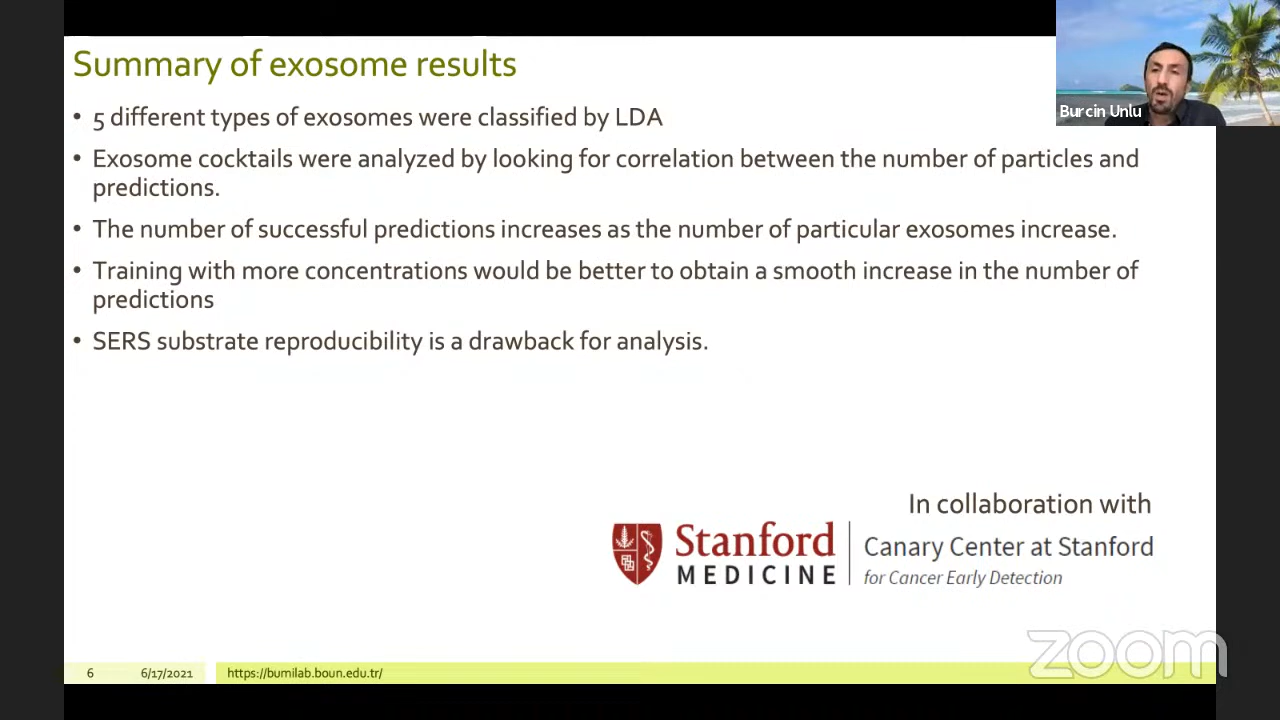 Summary of exosome results
Burcin Unlu
• 5 different types of exosomes were classified by LDA
• Exosome cocktails were analyzed by looking for correlation between the number of particles and
predictions.
• The number of successful predictions increases as the number of particular exosomes increase.
• Training with more concentrations would be better to obtain a smooth increase in the number of
predictions
• SERS substrate reproducibility is a drawback for analysis.
In collaboration with
Stanford
MEDICINE
Canary Center at Stanford
for Cancer Early Detection
zoom
6 6/17/2021 https://bumilab.boun.edu.tr/